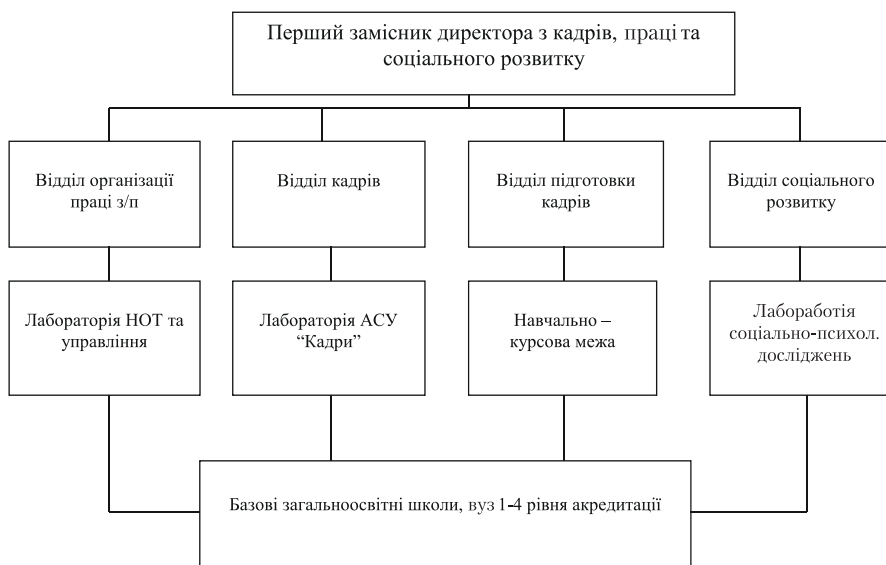 Перший замісник директора з кадрів, праці та
соціального розвитку
Відділ організації
праці з/п
Відділ кадрів
Відділ підготовки
кадрів
Відділ соціального
розвитку
Лабораторія НОТ та
управління
Лабораторія АСУ
“Кадри”
Навчально –
курсова межа
Лабоработія
соціально-психол.
досліджень
Базові загальноосвітні школи, вуз 1-4 рівня акредитації